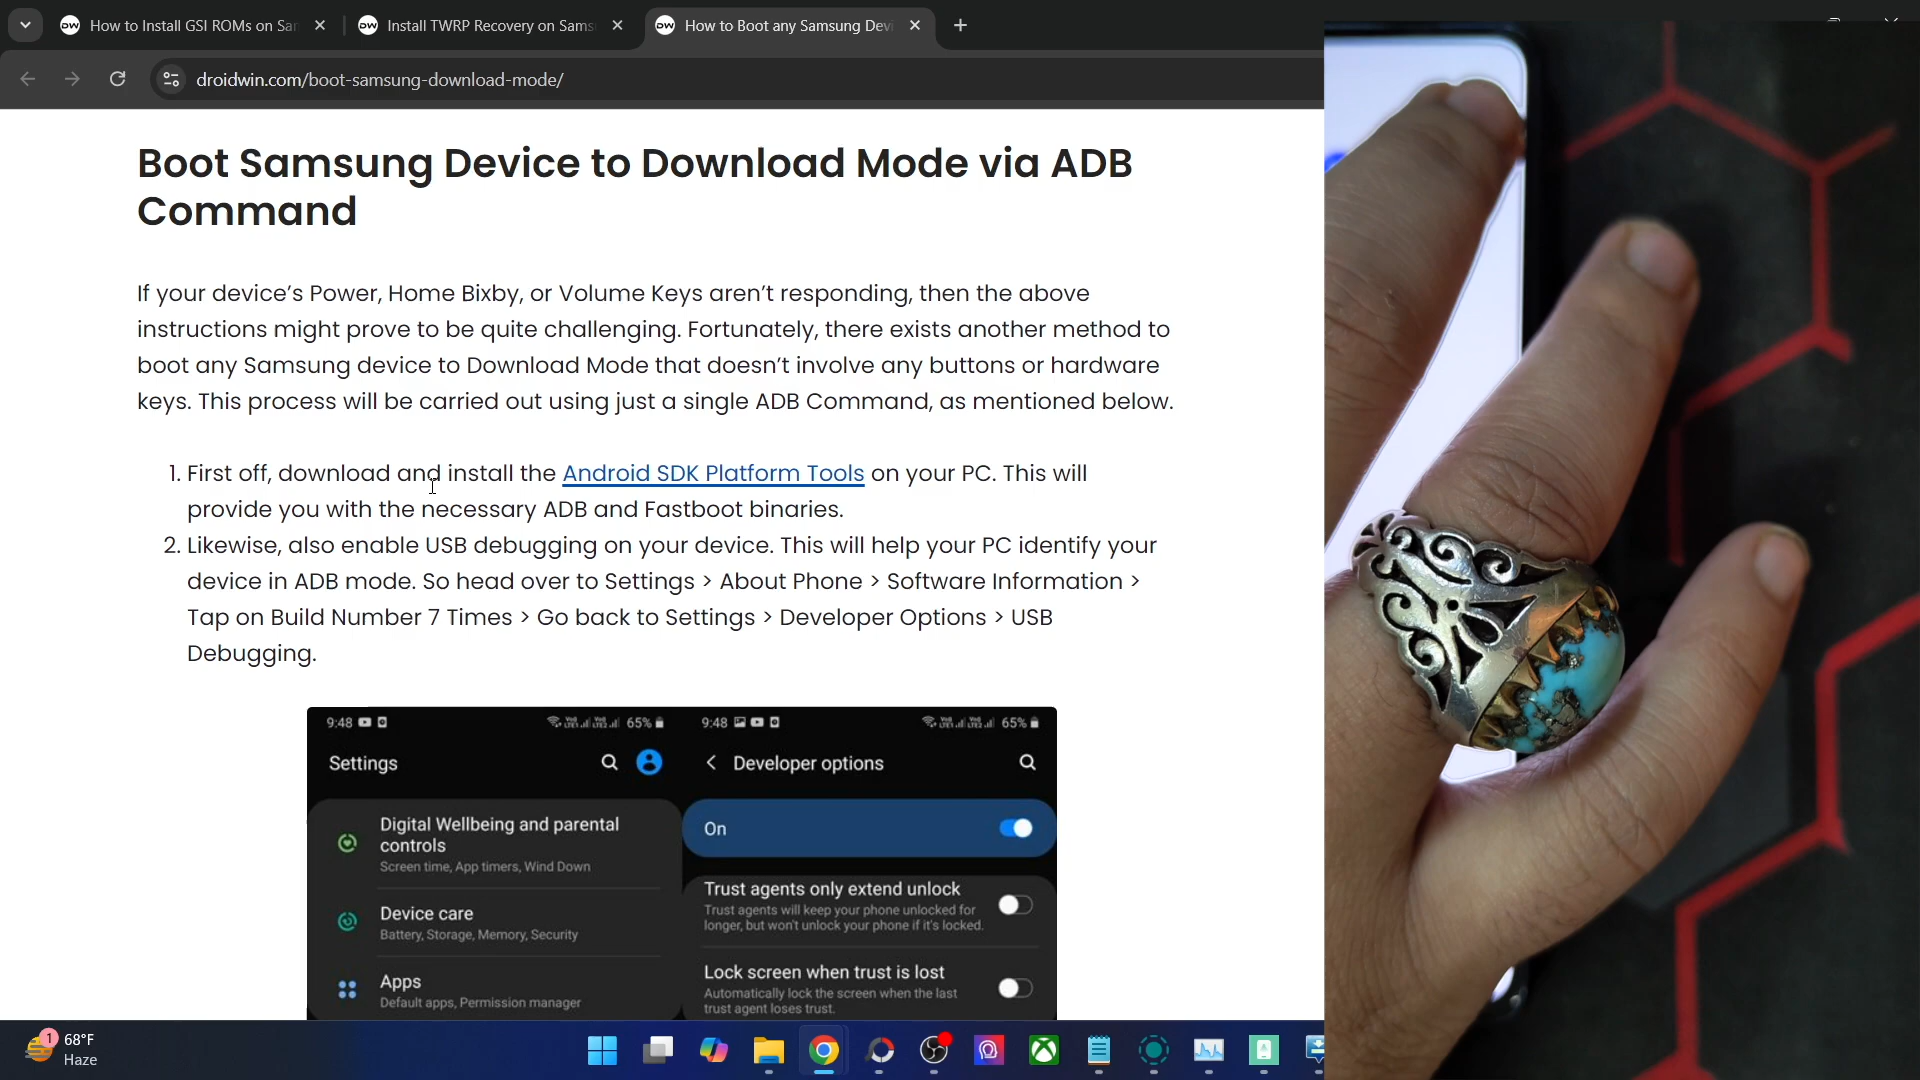 How to Install GSI ROMs on Sam
Install TWRP Recovery on Sams
How to Boot any Samsung Devi
droidwin.com/boot-samsung-download-mode/
Boot Samsung Device to Download Mode via ADB
Command
If your device's Power, Home Bixby, or Volume Keys aren't responding, then the above
instructions might prove to be quite challenging. Fortunately, there exists another method to
boot any Samsung device to Download Mode that doesn't involve any buttons or hardware
keys. This process will be carried out using just a single ADB Command, as mentioned below.
1. First off, download and install the Android SDK Platform Tools on your PC. This will
provide you with the necessary ADB and Fastboot binaries.
2. Likewise, also enable USB debugging on your device. This will help your PC identify your
device in ADB mode. So head over to Settings > About Phone > Software Information >
Tap on Build Number 7 Times > Go back to Settings > Developer Options > USB
Debugging.
9:48 65%
9:48 65%
Settings
Developer options
Digital Wellbeing and parental
controls
Screen time, App timers, Wind Down
On
Trust agents only extend unlock
Trust agents will keep your phone unlocked for
longer, but won't unlock your phone if it's locked.
Device care
Battery, Storage, Memory, Security
Lock screen when trust is lost
Automatically lock the screen when the last
trust agent loses trust.
Apps
Default apps, Permission manager
1
68°F
Haze